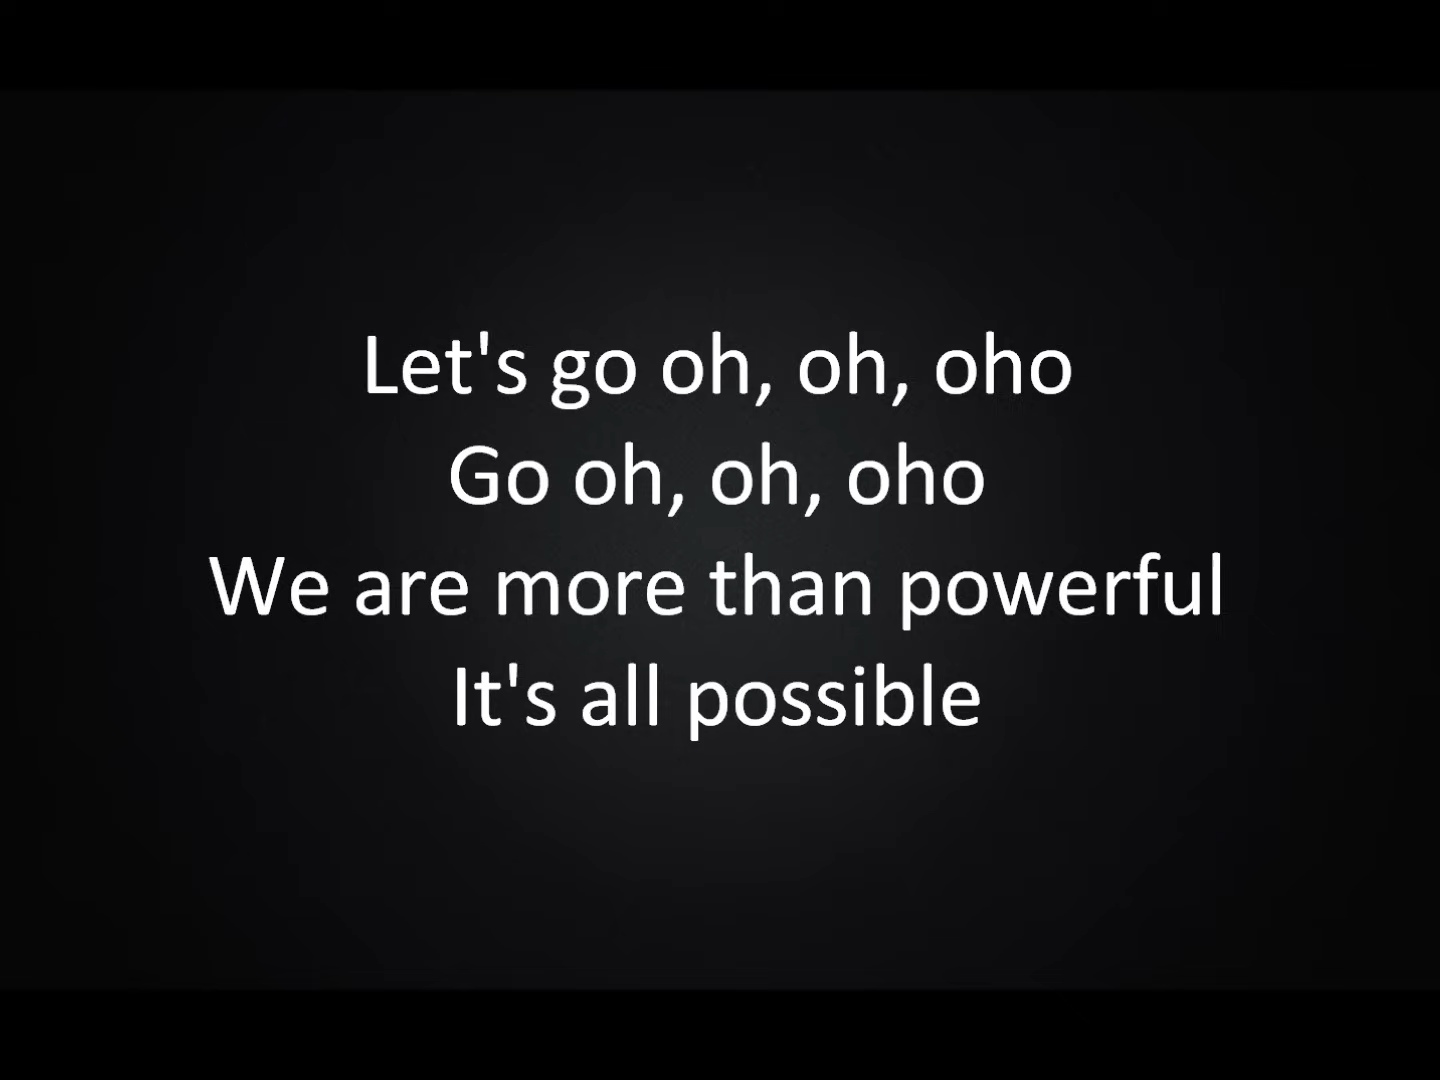 Let's go oh, oh, oho
Go oh, oh, oho
We are more than powerful
It's all possible